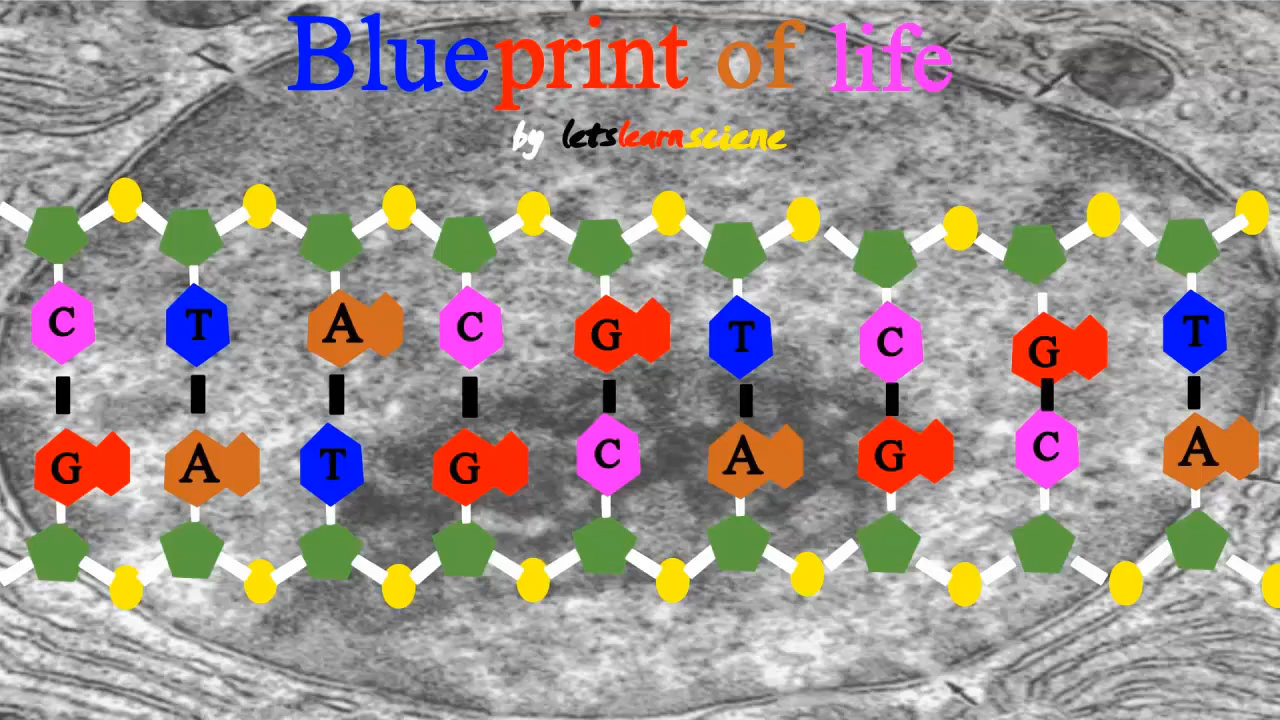 Blueprint of life
by letslearnsciene
C T A C G T C G T
G A T G C A G C A